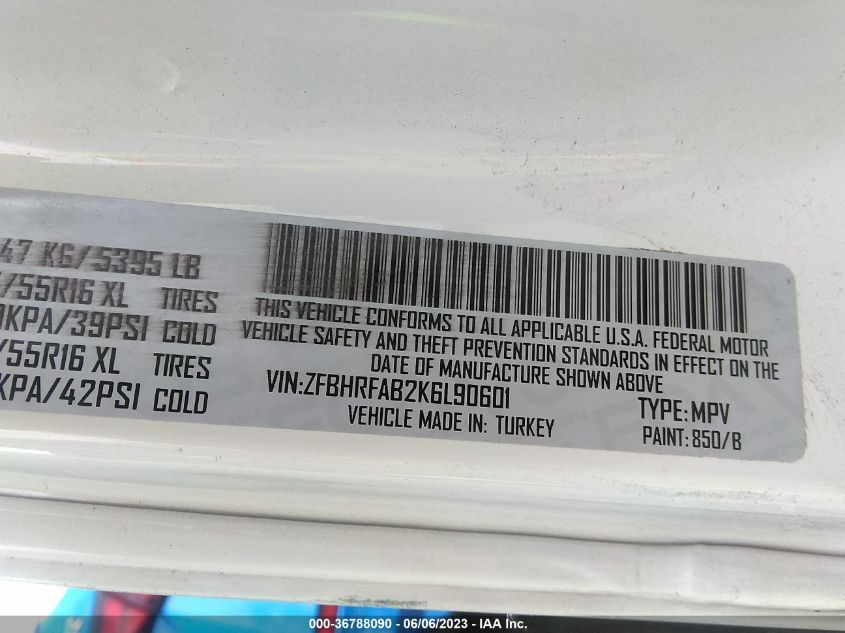 47 KG/5395 LB
/55R16 XL TIRES
KPA/39PSI COLD
/55R16 XL TIRES
KPA/42PSI COLD
THIS VEHICLE CONFORMS TO ALL APPLICABLE U.S.A. FEDERAL MOTOR
VEHICLE SAFETY AND THEFT PREVENTION STANDARDS IN EFFECT ON THE
DATE OF MANUFACTURE SHOWN ABOVE
VIN:ZFBHRFAB2K6L90601 TYPE:MPV
VEHICLE MADE IN: TURKEY PAINT:850/B
000-36788090 - 06/06/2023 - IAA Inc.